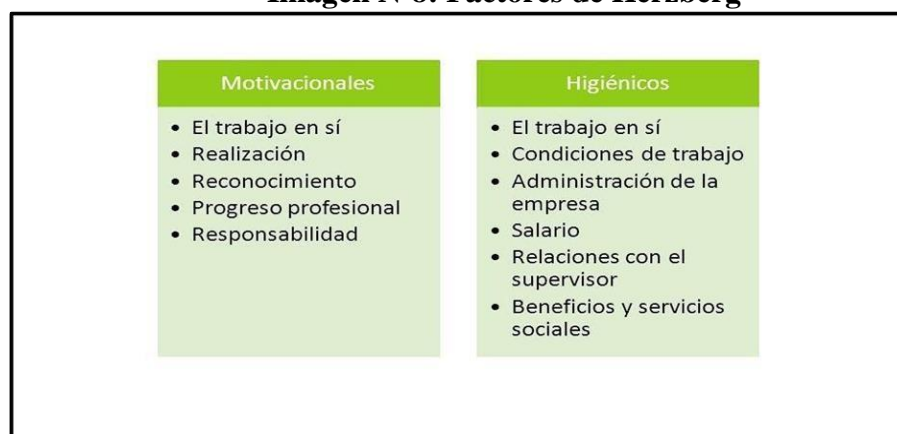 Imagen N°8: Factores de Herzberg
Motivacionales
• El trabajo en sí
• Realización
• Reconocimiento
• Progreso profesional
• Responsabilidad
Higiénicos
• El trabajo en sí
• Condiciones de trabajo
• Administración de la
empresa
• Salario
• Relaciones con el
supervisor
• Beneficios y servicios
sociales